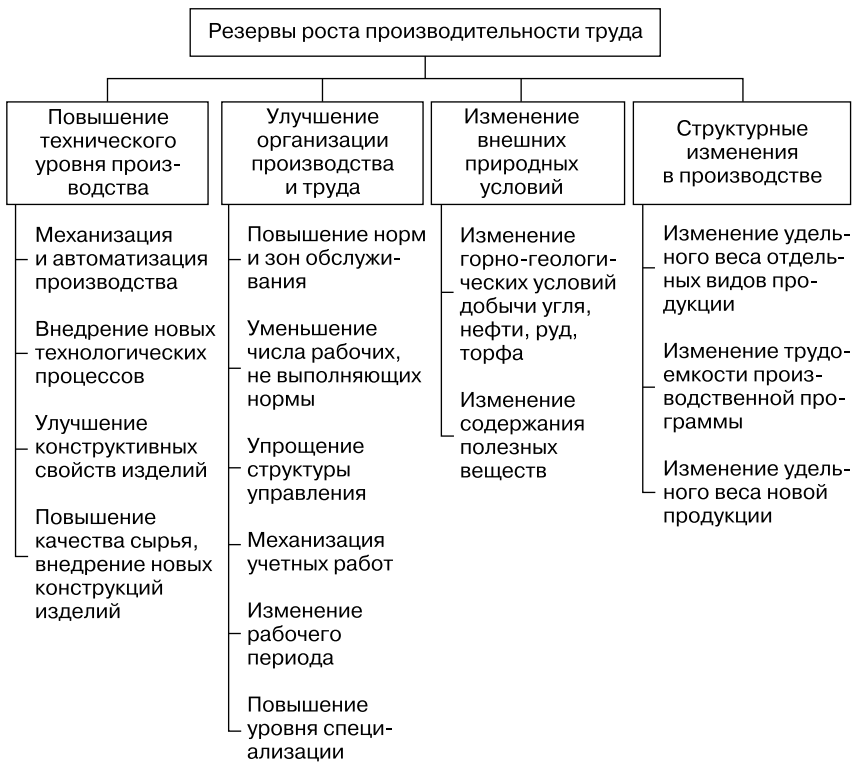 Резервы роста производительности труда
Повышение
технического
уровня произ-
водства
Механизация
и автоматизация
производства
Внедрение новых
технологических
процессов
Улучшение
конструктивных
свойств изделий
Повышение
качества сырья,
внедрение новых
конструкций
изделий
Улучшение
организации
производства
и труда
Повышение норм
и зон обслужи-
вания
Уменьшение
числа рабочих,
не выполняющих
нормы
Упрощение
структуры
управления
Механизация
учетных работ
Изменение
рабочего
периода
Повышение
уровня специ-
ализации
Изменение
внешних
природных
условий
Изменение
горно-геологи-
ческих условий
добычи угля,
нефти, руд,
торфа
Изменение
содержания
полезных
веществ
Структурные
изменения
в производстве
Изменение удель-
ного веса отдель-
ных видов про-
дукции
Изменение трудо-
емкости произ-
водственной про-
граммы
Изменение удель-
ного веса новой
продукции